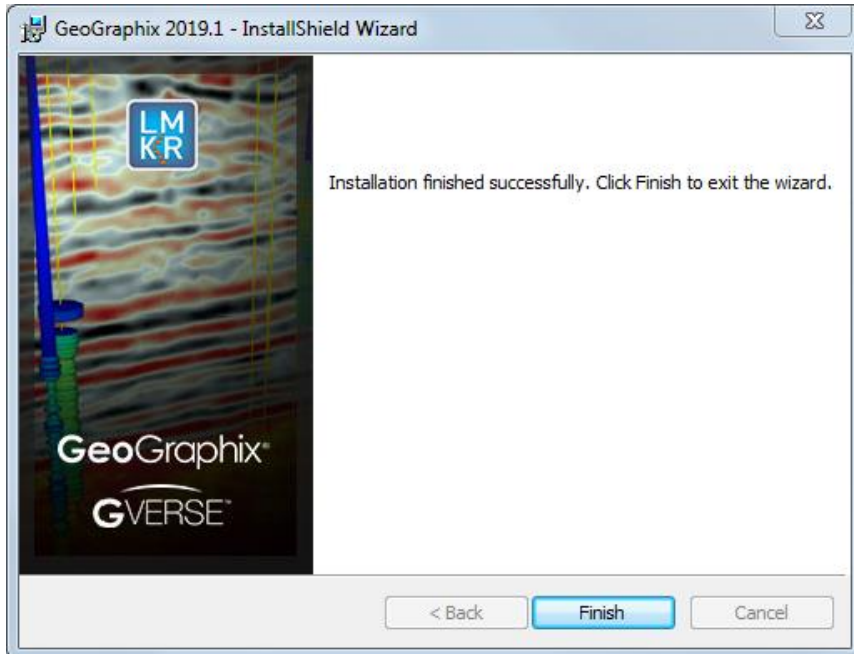 GeoGraphix 2019.1 - InstallShield Wizard
LM
KR
Installation finished successfully. Click Finish to exit the wizard.
GeoGraphix®
GVERSE™
< Back
Finish
Cancel